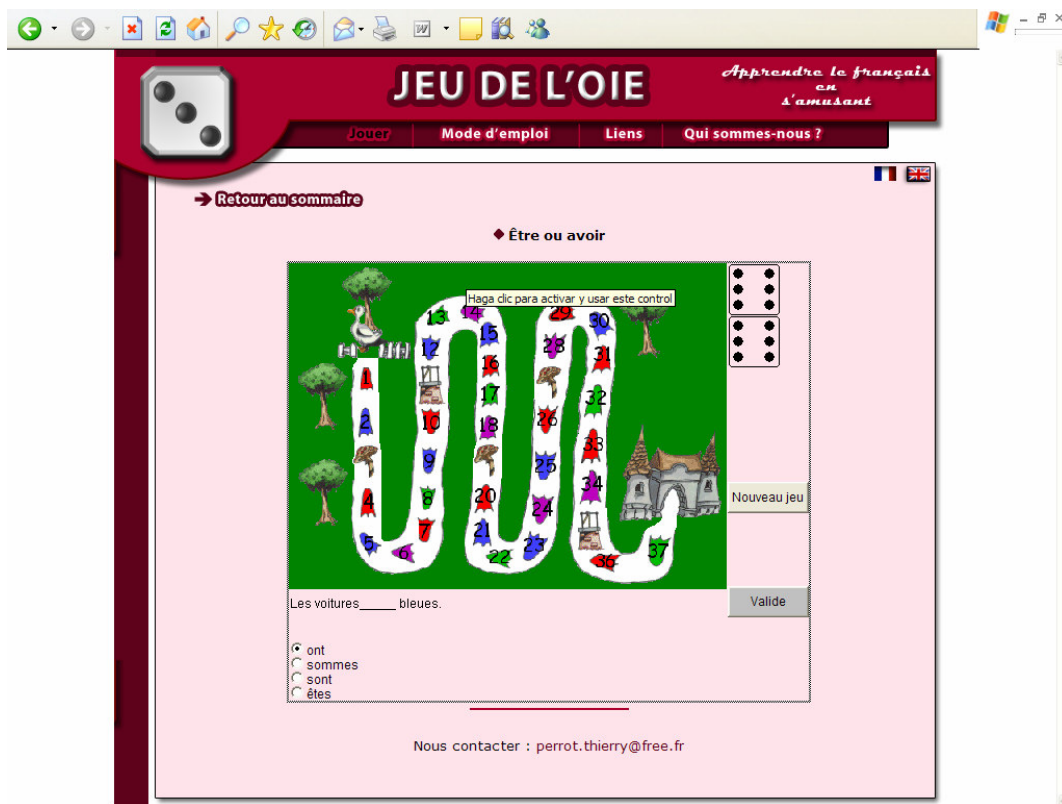 JEU DE L'OIE
Apprendre le français
en
s'amusant
Jouer
Mode d'emploi
Liens
Qui sommes-nous ?
Retour au sommaire
Être ou avoir
Haga clic para activar y usar este control
1
2
4
5
6
7
8
9
10
12
13
14
15
16
17
18
20
21
22
23
24
25
26
28
29
30
31
32
33
34
36
37
Nouveau jeu
Les voitures_____ bleues.
Valide
ont
sommes
sont
êtes
Nous contacter : perrot.thierry@free.fr